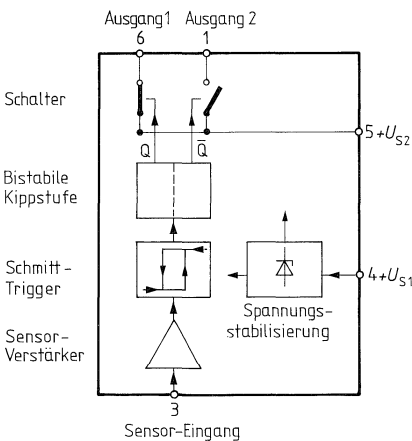 Ausgang1 Ausgang 2
6 1
Schalter
5+US2
Q Q̅
Bistabile
Kippstufe
Schmitt-
Trigger
4+US1
Spannungs-
stabilisierung
Sensor-
Verstärker
3
Sensor-Eingang